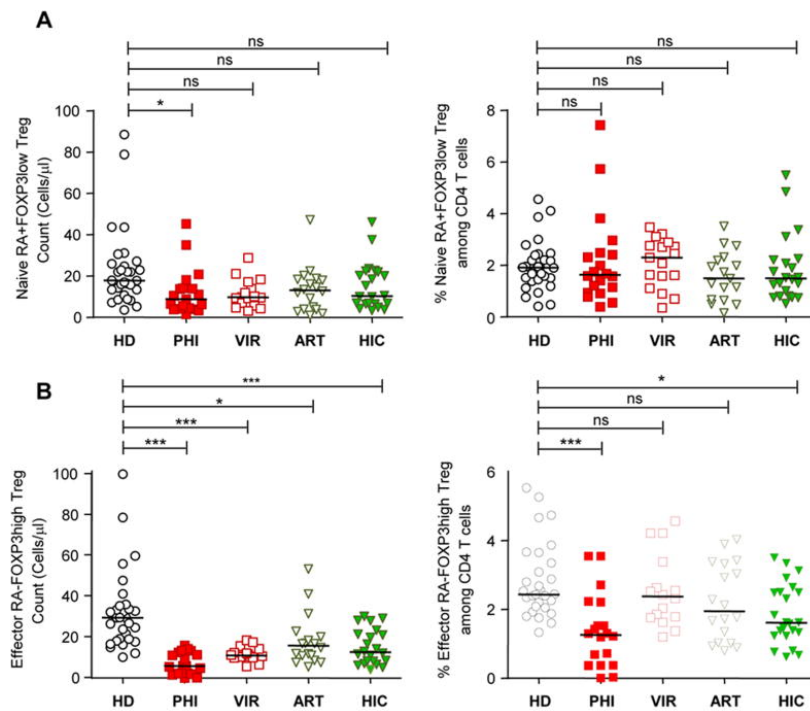 A
ns
ns
ns
*
Naive RA+FOXP3low Treg
Count (Cells/µl)
100
80
60
40
20
0
HD PHI VIR ART HIC
ns
ns
ns
ns
% Naive RA+FOXP3low Treg
among CD4 T cells
8
6
4
2
0
HD PHI VIR ART HIC
B
***
*
***
***
Effector RA-FOXP3high Treg
Count (Cells/µl)
100
80
60
40
20
0
HD PHI VIR ART HIC
*
ns
ns
***
% Effector RA-FOXP3high Treg
among CD4 T cells
6
4
2
0
HD PHI VIR ART HIC